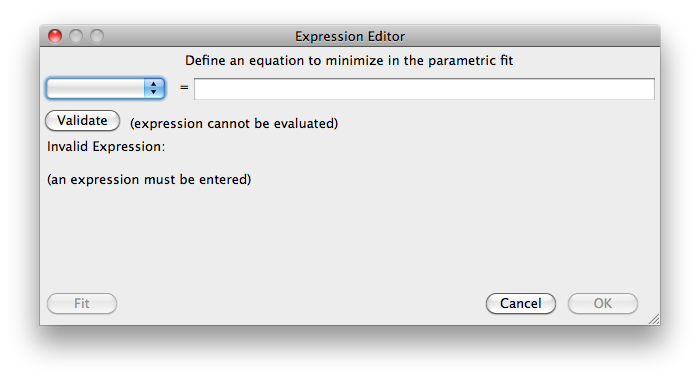 Expression Editor
Define an equation to minimize in the parametric fit
=
Validate (expression cannot be evaluated)
Invalid Expression:
(an expression must be entered)
Fit Cancel OK